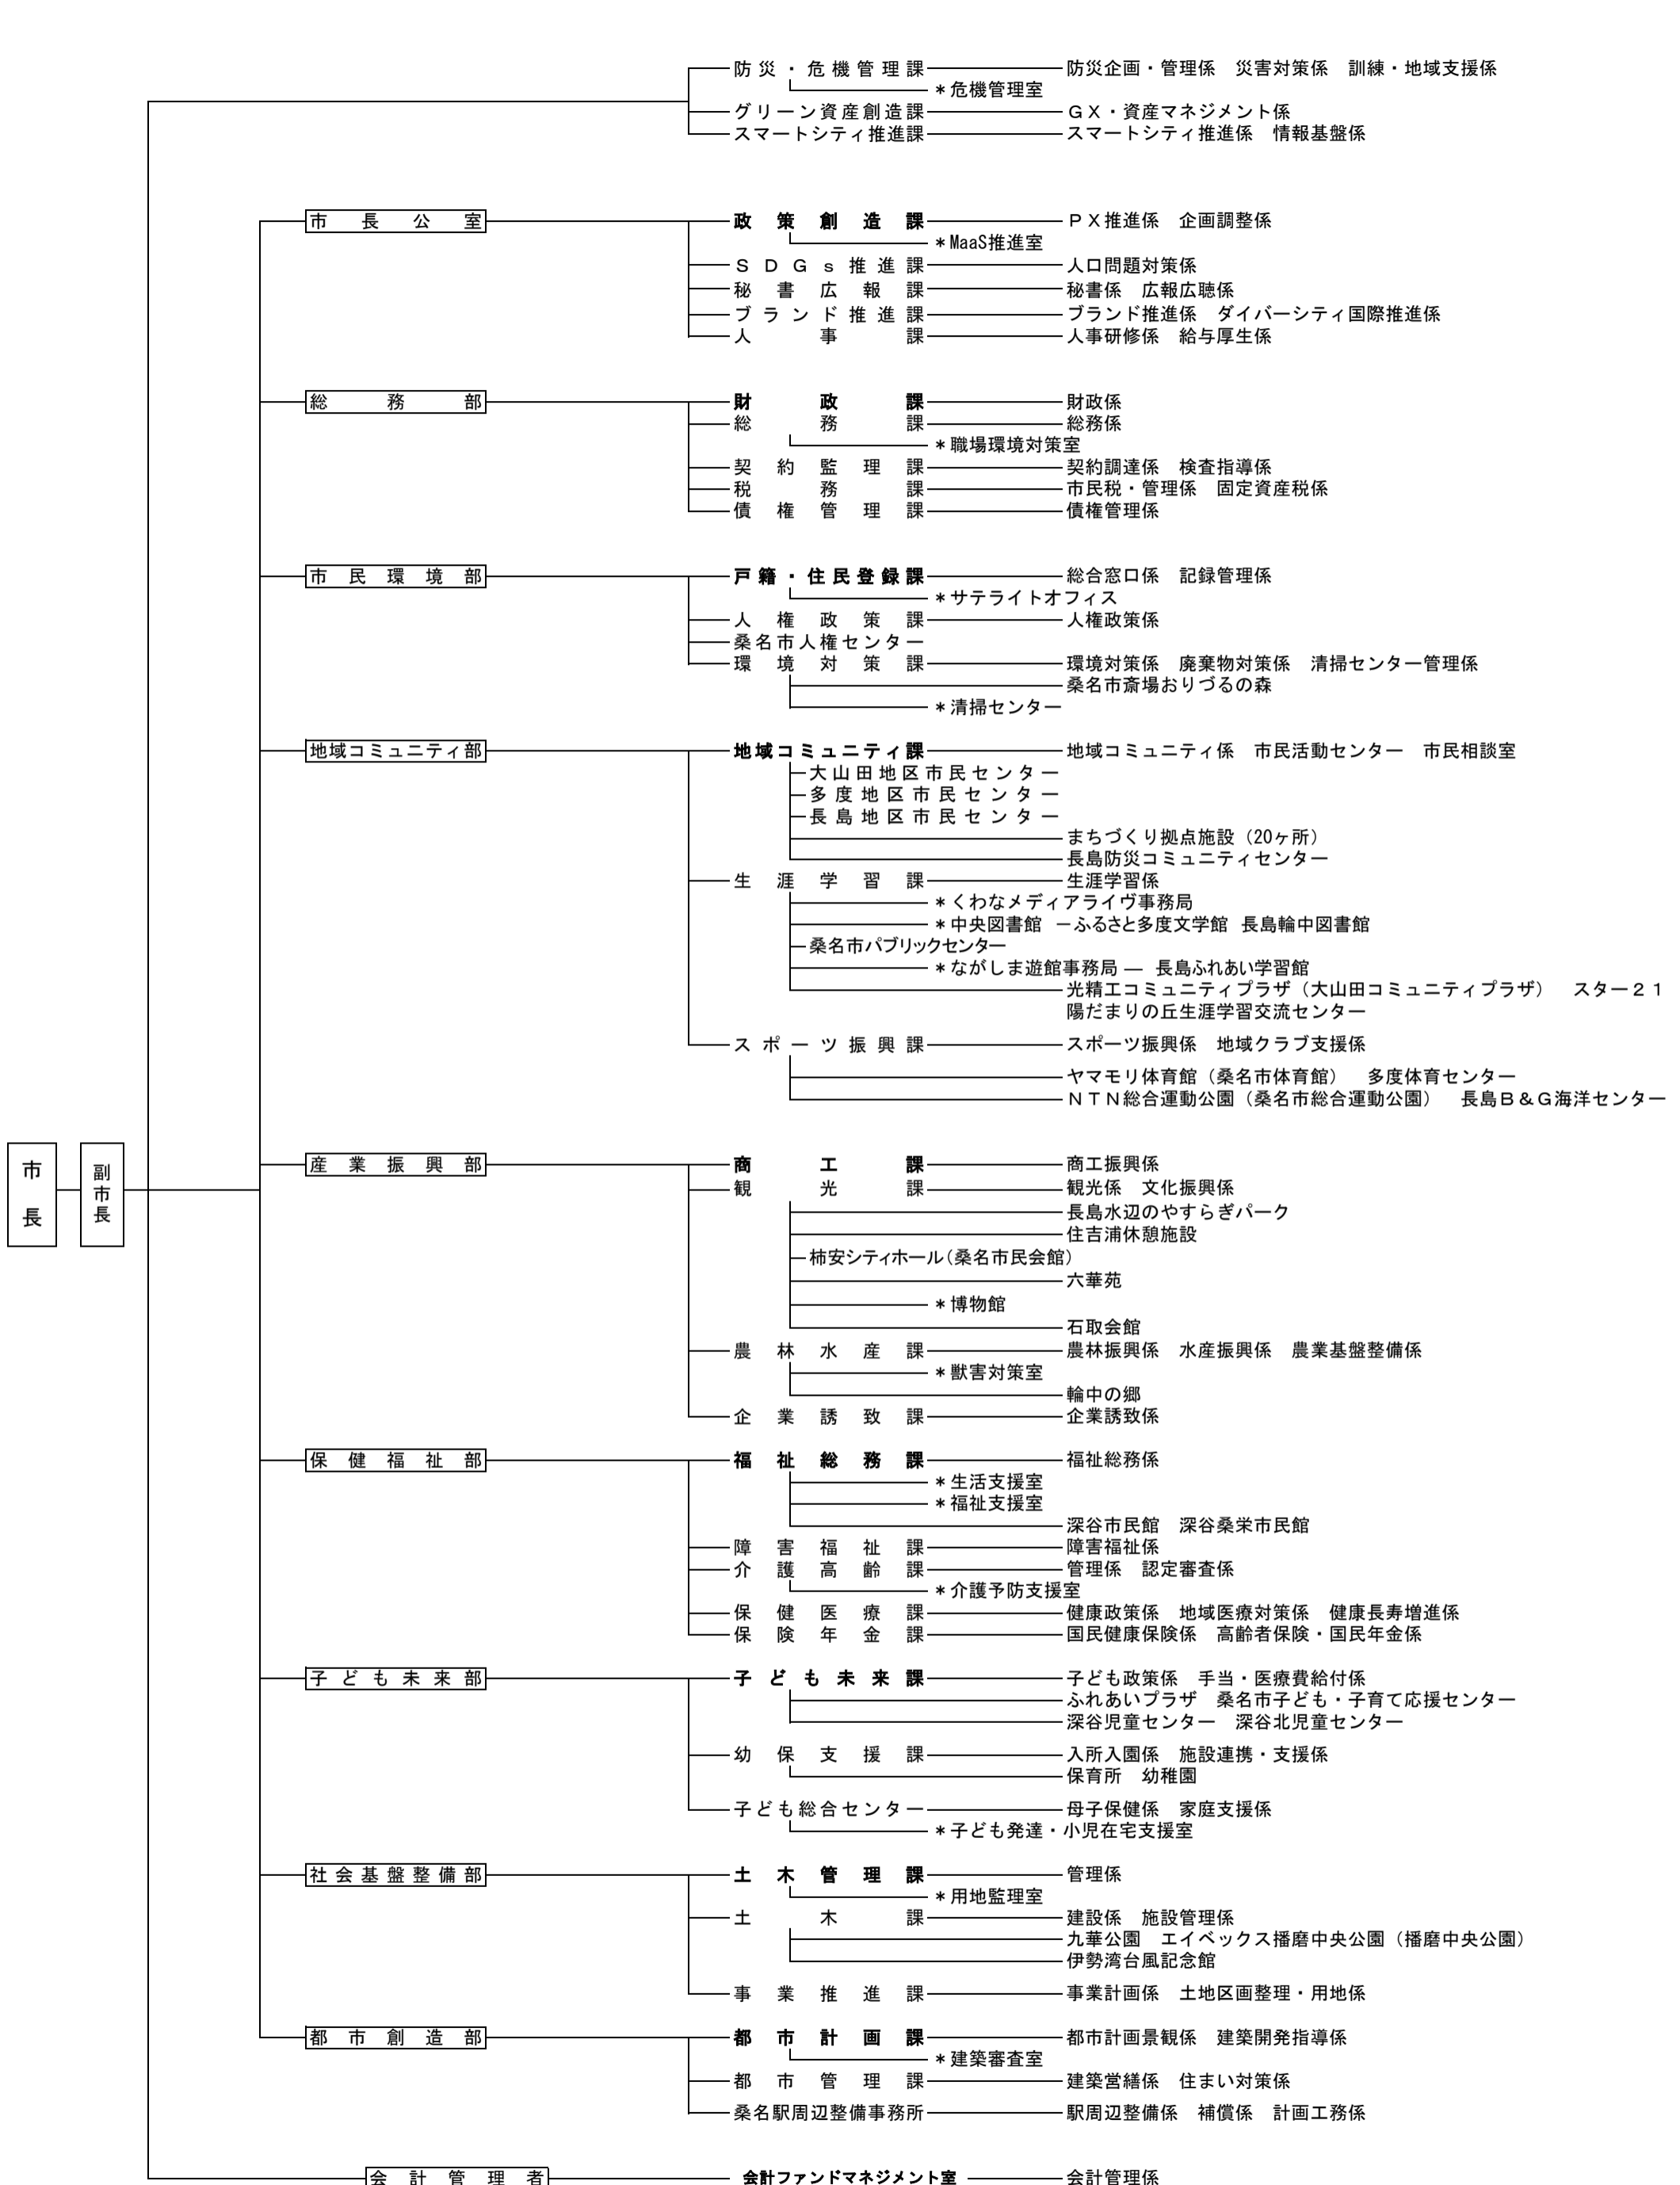 防災・危機管理課 防災企画・管理係 災害対策係 訓練・地域支援係
＊危機管理室
グリーン資産創造課 ＧＸ・資産マネジメント係
スマートシティ推進課 スマートシティ推進係 情報基盤係
市長公室 政策創造課 ＰＸ推進係 企画調整係
＊MaaS推進室
ＳＤＧｓ推進課 人口問題対策係
秘書広報課 秘書係 広報広聴係
ブランド推進課 ブランド推進係 ダイバーシティ国際推進係
人事課 人事研修係 給与厚生係
総務部 財政課 財政係
総務課 総務係
＊職場環境対策室
契約監理課 契約調達係 検査指導係
税務課 市民税・管理係 固定資産税係
債権管理課 債権管理係
市民環境部 戸籍・住民登録課 総合窓口係 記録管理係
＊サテライトオフィス
人権政策課 人権政策係
桑名市人権センター
環境対策課 環境対策係 廃棄物対策係 清掃センター管理係
桑名市斎場おりづるの森
＊清掃センター
地域コミュニティ部 地域コミュニティ課 地域コミュニティ係 市民活動センター 市民相談室
大山田地区市民センター
多度地区市民センター
長島地区市民センター
まちづくり拠点施設（20ヶ所）
長島防災コミュニティセンター
生涯学習課 生涯学習係
＊くわなメディアライヴ事務局
＊中央図書館 －ふるさと多度文学館 長島輪中図書館
桑名市パブリックセンター
＊ながしま遊館事務局 ― 長島ふれあい学習館
光精工コミュニティプラザ（大山田コミュニティプラザ） スター２１
陽だまりの丘生涯学習交流センター
スポーツ振興課 スポーツ振興係 地域クラブ支援係
ヤマモリ体育館（桑名市体育館） 多度体育センター
ＮＴＮ総合運動公園（桑名市総合運動公園） 長島Ｂ＆Ｇ海洋センター
市長 副市長 産業振興部 商工課 商工振興係
観光課 観光係 文化振興係
長島水辺のやすらぎパーク
住吉浦休憩施設
柿安シティホール（桑名市民会館）
六華苑
＊博物館
石取会館
農林水産課 農林振興係 水産振興係 農業基盤整備係
＊獣害対策室
輪中の郷
企業誘致課 企業誘致係
保健福祉部 福祉総務課 福祉総務係
＊生活支援室
＊福祉支援室
深谷市民館 深谷桑栄市民館
障害福祉課 障害福祉係
介護高齢課 管理係 認定審査係
＊介護予防支援室
保健医療課 健康政策係 地域医療対策係 健康長寿増進係
保険年金課 国民健康保険係 高齢者保険・国民年金係
子ども未来部 子ども未来課 子ども政策係 手当・医療費給付係
ふれあいプラザ 桑名市子ども・子育て応援センター
深谷児童センター 深谷北児童センター
幼保支援課 入所入園係 施設連携・支援係
保育所 幼稚園
子ども総合センター 母子保健係 家庭支援係
＊子ども発達・小児在宅支援室
社会基盤整備部 土木管理課 管理係
＊用地監理室
土木課 建設係 施設管理係
九華公園 エイベックス播磨中央公園（播磨中央公園）
伊勢湾台風記念館
事業推進課 事業計画係 土地区画整理・用地係
都市創造部 都市計画課 都市計画景観係 建築開発指導係
＊建築審査室
都市管理課 建築営繕係 住まい対策係
桑名駅周辺整備事務所 駅周辺整備係 補償係 計画工務係
会計管理者 会計ファンドマネジメント室 会計管理係